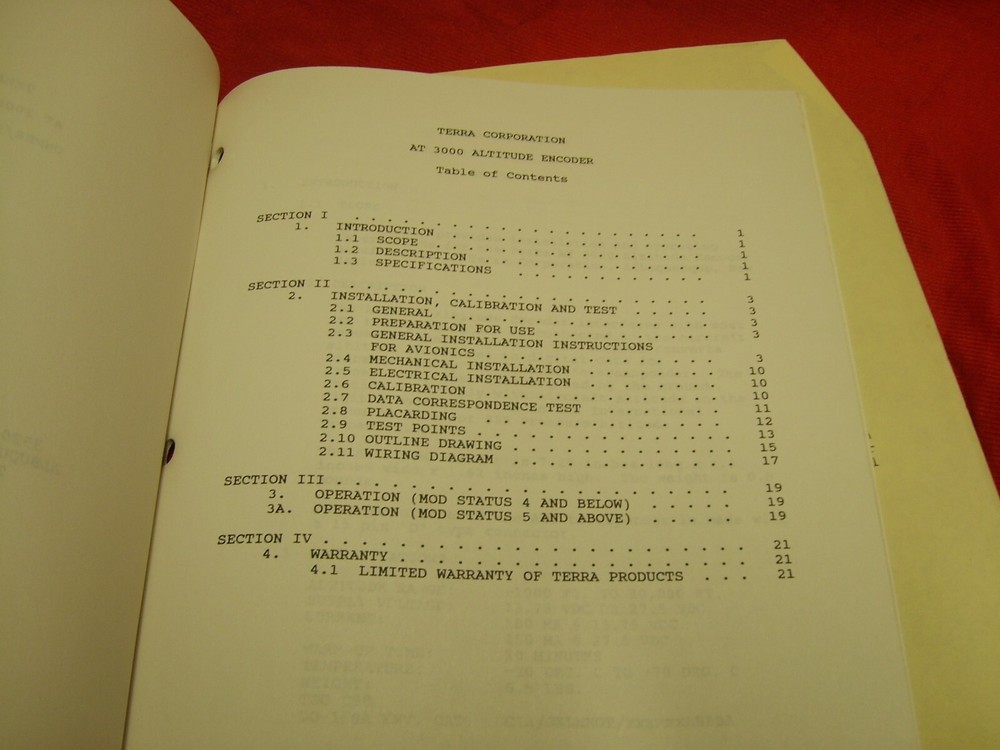 TERRA CORPORATION
AT 3000 ALTITUDE ENCODER
Table of Contents
SECTION I . . . . . . . . . . . . . . . . . . . 1
1. INTRODUCTION . . . . . . . . . . . . . . 1
1.1 SCOPE . . . . . . . . . . . . . . . 1
1.2 DESCRIPTION . . . . . . . . . . . . 1
1.3 SPECIFICATIONS . . . . . . . . . . . 1
SECTION II . . . . . . . . . . . . . . . . . . . 3
2. INSTALLATION, CALIBRATION AND TEST . . . . . 3
2.1 GENERAL . . . . . . . . . . . . . . . 3
2.2 PREPARATION FOR USE . . . . . . . . . 3
2.3 GENERAL INSTALLATION INSTRUCTIONS
FOR AVIONICS . . . . . . . . . . . . . 3
2.4 MECHANICAL INSTALLATION . . . . . . . 10
2.5 ELECTRICAL INSTALLATION . . . . . . . 10
2.6 CALIBRATION . . . . . . . . . . . . . 10
2.7 DATA CORRESPONDENCE TEST . . . . . . 11
2.8 PLACARDING . . . . . . . . . . . . . 12
2.9 TEST POINTS . . . . . . . . . . . . . 13
2.10 OUTLINE DRAWING . . . . . . . . . . . 15
2.11 WIRING DIAGRAM . . . . . . . . . . . 17
SECTION III . . . . . . . . . . . . . . . . . . . 19
3. OPERATION (MOD STATUS 4 AND BELOW) . . . . . 19
3A. OPERATION (MOD STATUS 5 AND ABOVE) . . . . . 19
SECTION IV . . . . . . . . . . . . . . . . . . . 21
4. WARRANTY . . . . . . . . . . . . . . . . 21
4.1 LIMITED WARRANTY OF TERRA PRODUCTS . . . 21